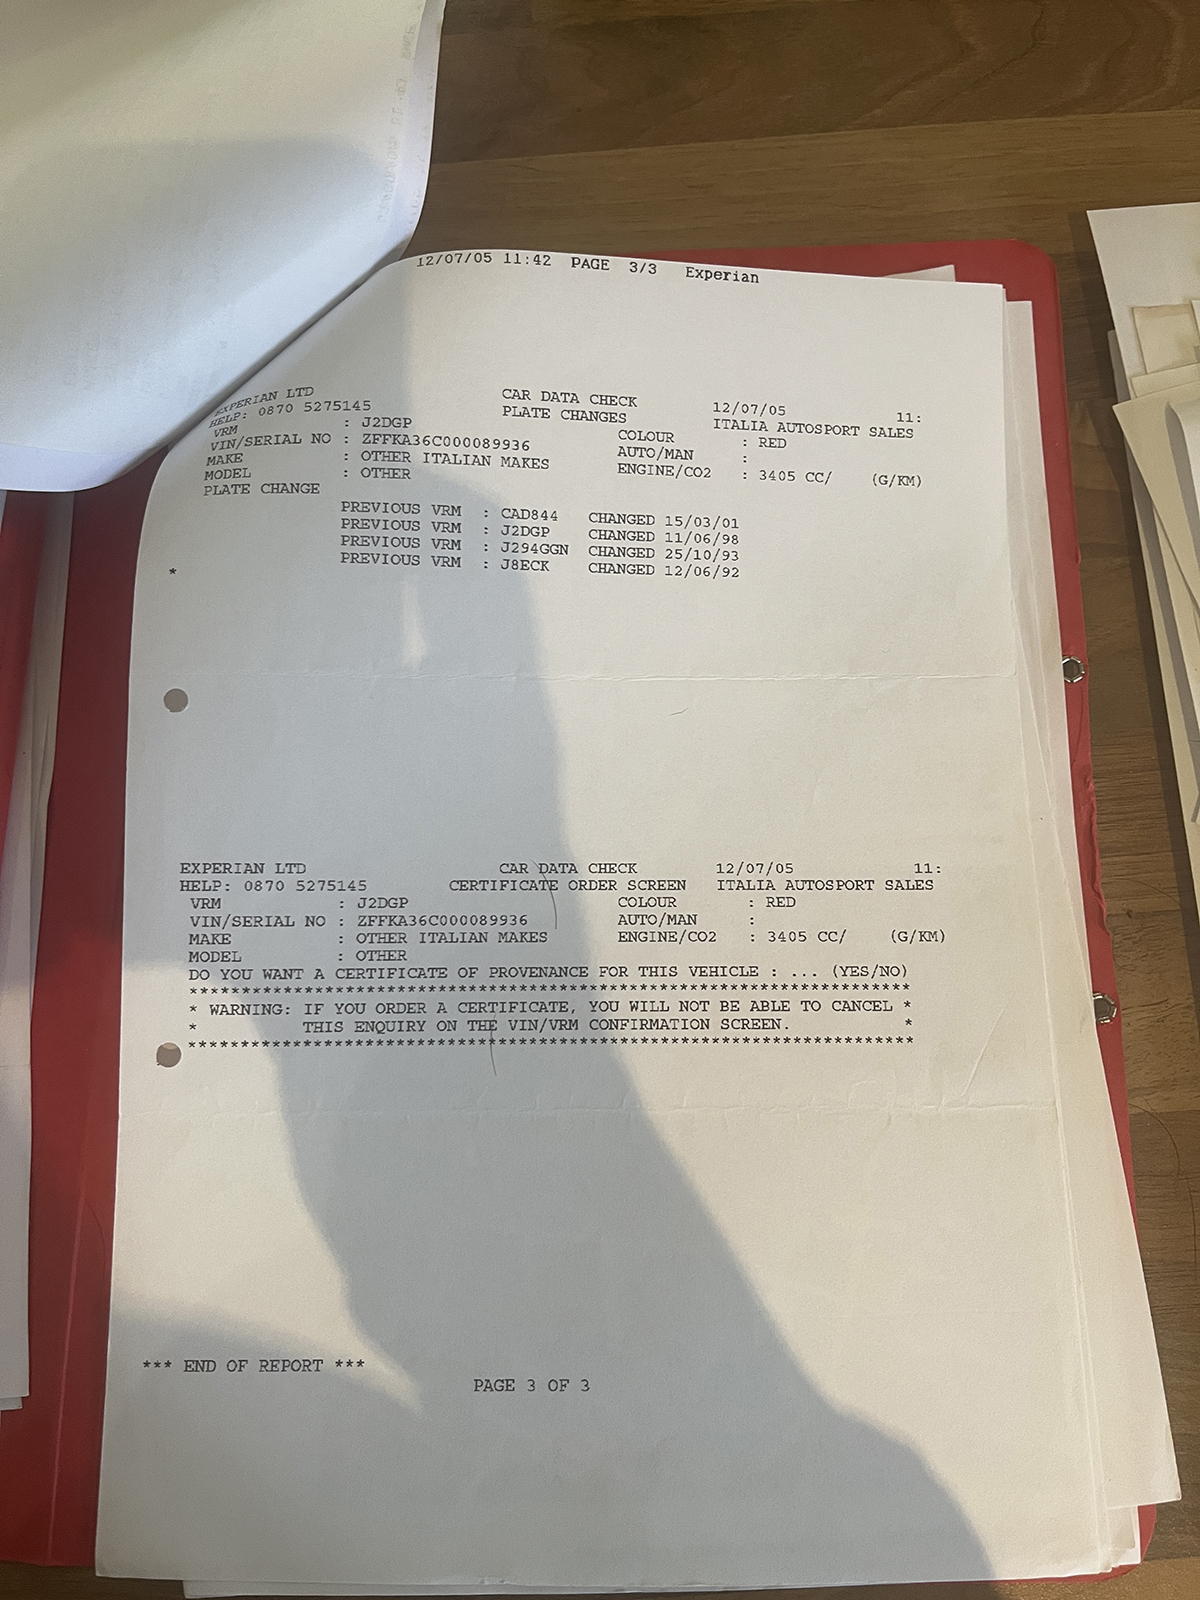 12/07/05 11:42 PAGE 3/3 Experian
EXPERIAN LTD CAR DATA CHECK 12/07/05 11:
HELP: 0870 5275145 PLATE CHANGES ITALIA AUTOSPORT SALES
VRM : J2DGP COLOUR : RED
VIN/SERIAL NO : ZFFKA36C000089936 AUTO/MAN :
MAKE : OTHER ITALIAN MAKES ENGINE/CO2 : 3405 CC/ (G/KM)
MODEL : OTHER
PLATE CHANGE
PREVIOUS VRM : CAD844 CHANGED 15/03/01
PREVIOUS VRM : J2DGP CHANGED 11/06/98
PREVIOUS VRM : J294GGN CHANGED 25/10/93
* PREVIOUS VRM : J8ECK CHANGED 12/06/92
EXPERIAN LTD CAR DATA CHECK 12/07/05 11:
HELP: 0870 5275145 CERTIFICATE ORDER SCREEN ITALIA AUTOSPORT SALES
VRM : J2DGP COLOUR : RED
VIN/SERIAL NO : ZFFKA36C000089936 AUTO/MAN :
MAKE : OTHER ITALIAN MAKES ENGINE/CO2 : 3405 CC/ (G/KM)
MODEL : OTHER
DO YOU WANT A CERTIFICATE OF PROVENANCE FOR THIS VEHICLE : ... (YES/NO)
***********************************************************************
* WARNING: IF YOU ORDER A CERTIFICATE, YOU WILL NOT BE ABLE TO CANCEL *
* THIS ENQUIRY ON THE VIN/VRM CONFIRMATION SCREEN. *
***********************************************************************
*** END OF REPORT ***
PAGE 3 OF 3